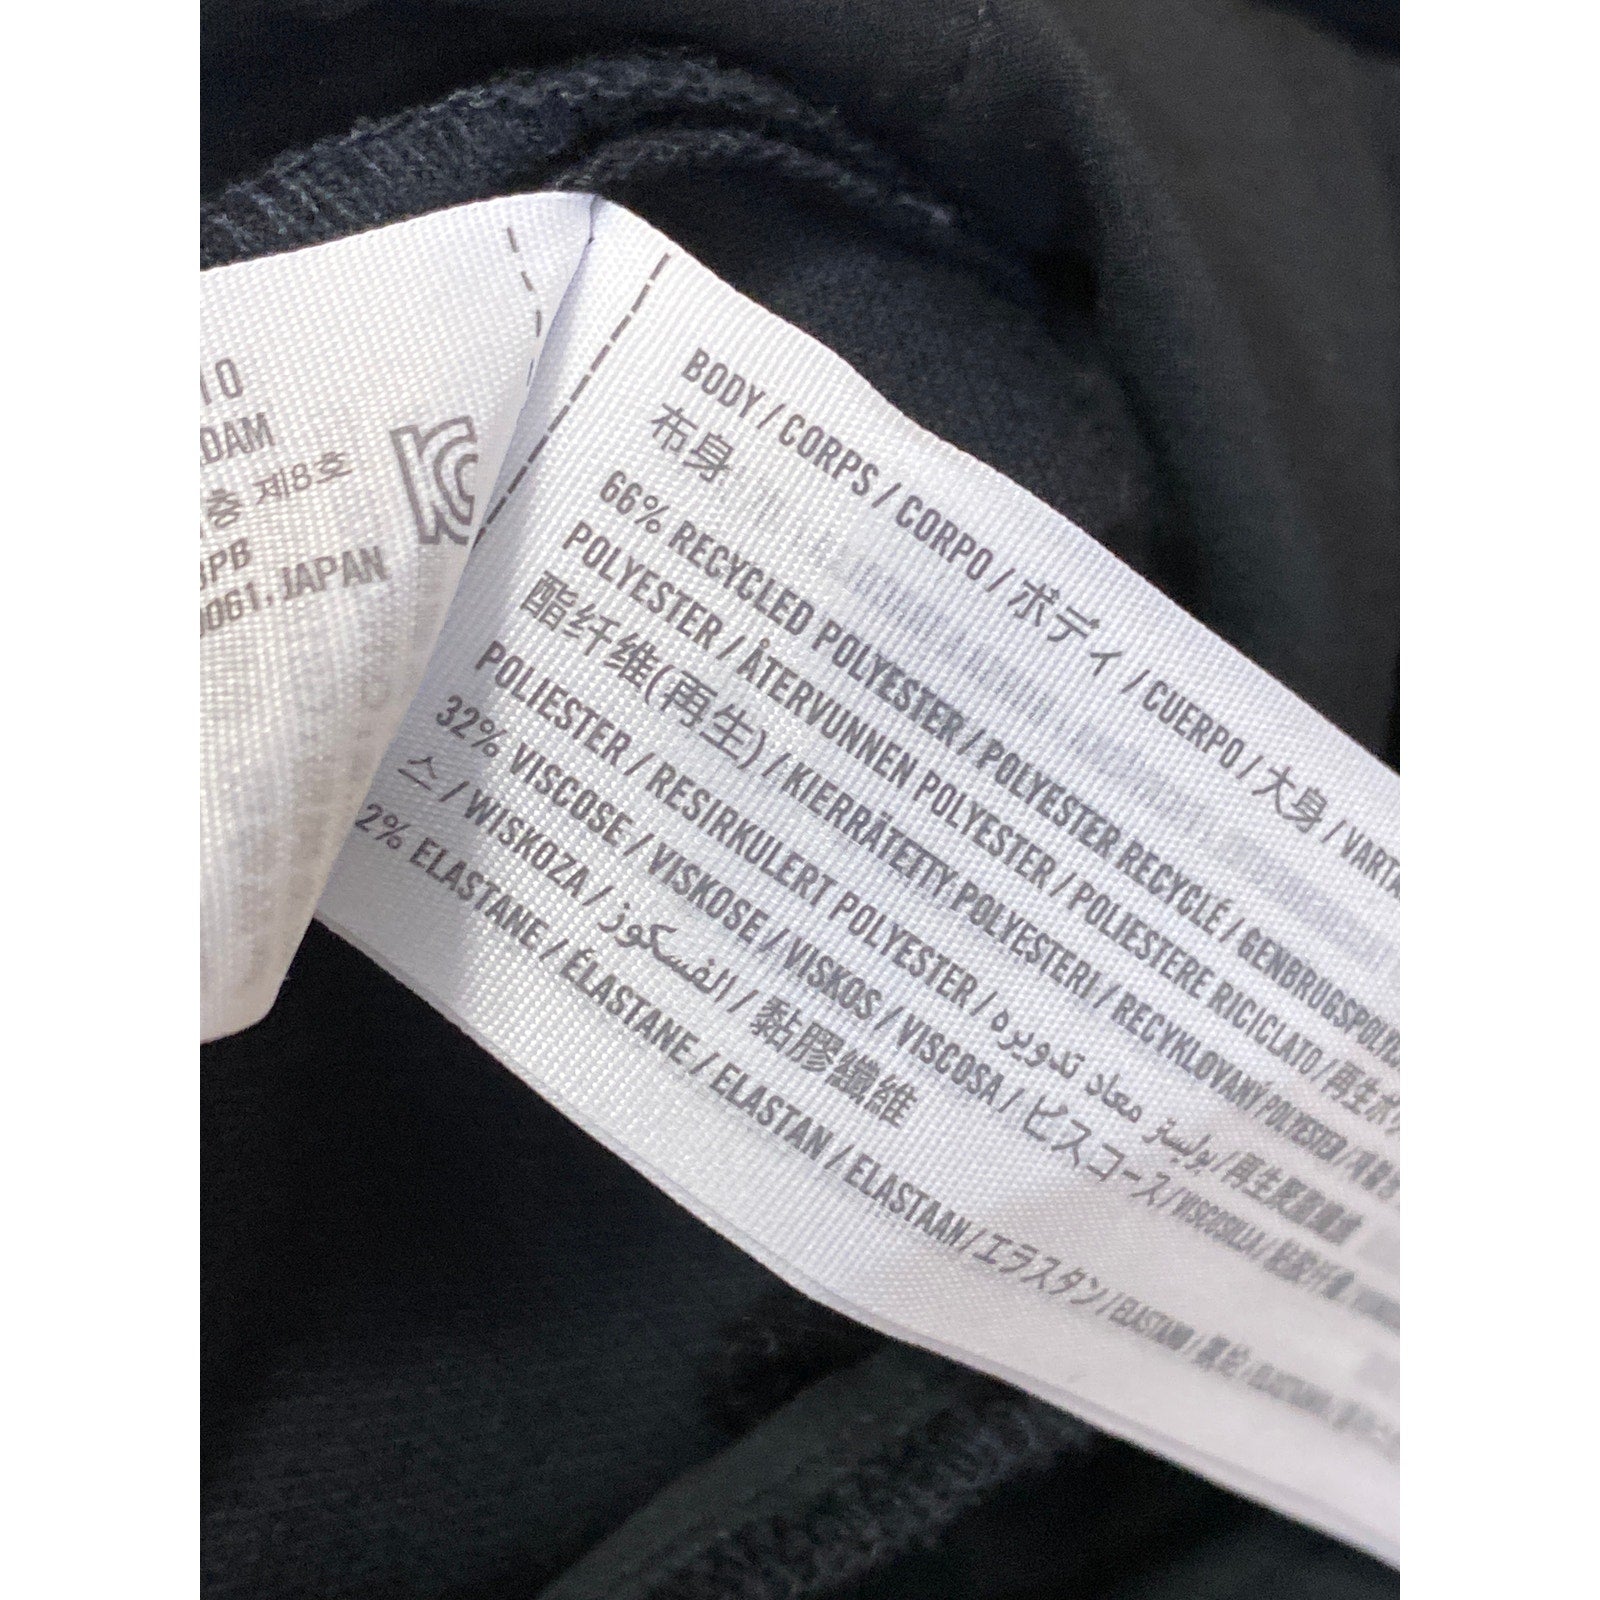 10
DAM
층 제8호
PB
0061, JAPAN
BODY / CORPS / CORPO / ボディ / CUERPO / 大身 / VARTA
布身
66% RECYCLED POLYESTER / POLYESTER RECYCLÉ / GENBRUGSPOLY
POLYESTER / ÅTERVUNNEN POLYESTER / POLIESTERE RICICLATO / 再生ポ
酯纤维(再生) / KIERRÄTETTY POLYESTERI / RECYKLOVANÝ POLYESTER /
POLIESTER / RESIRKULERT POLYESTER / بوليستر معاد تدويره / 再生
32% VISCOSE / VISKOSE / VISKOS / VISCOSA / ビスコース / VISCOSILLA /
스 / WISKOZA / الفسكوز / 黏膠纖維
2% ELASTANE / ÉLASTANE / ELASTAN / ELASTAAN / エラスタン / ELASTAANI /